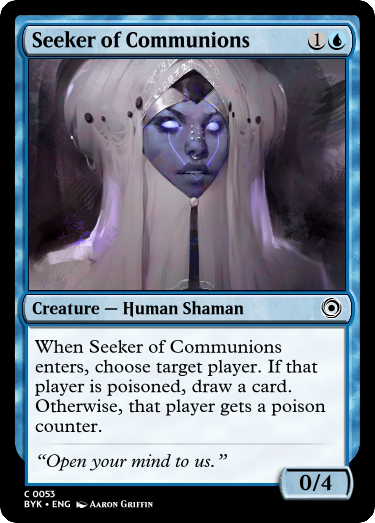 Seeker of Communions 1
Creature — Human Shaman
When Seeker of Communions
enters, choose target player. If that
player is poisoned, draw a card.
Otherwise, that player gets a poison
counter.
“Open your mind to us.”
0/4
C 0053
BYK • ENG Aaron Griffin